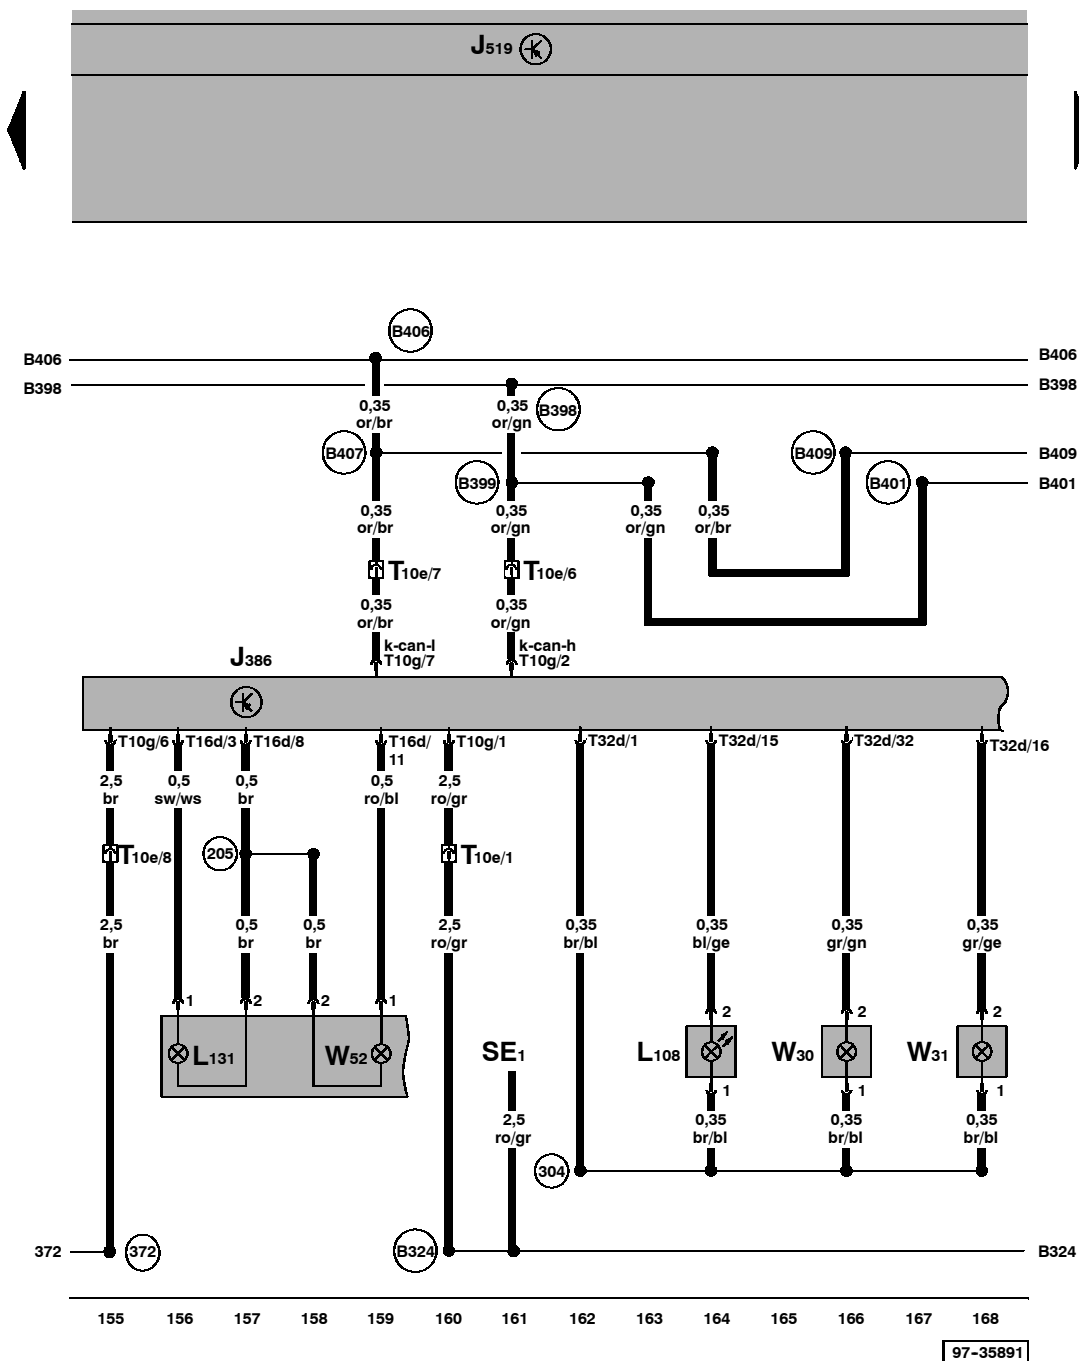 J519
B406
B406
B406
B398
B398
0,35
or/br
0,35
or/gn
B398
B407
B409
B409
B399
B401
B401
0,35
or/br
0,35
or/gn
0,35
or/gn
0,35
or/br
T10e/7
T10e/6
0,35
or/br
0,35
or/gn
k-can-l
T10g/7
k-can-h
T10g/2
J386
T10g/6
T16d/3
T16d/8
T16d/
11
T10g/1
T32d/1
T32d/15
T32d/32
T32d/16
2,5
br
0,5
sw/ws
0,5
br
0,5
ro/bl
2,5
ro/gr
T10e/8
205
T10e/1
2,5
br
0,5
br
0,5
br
2,5
ro/gr
0,35
br/bl
0,35
bl/ge
0,35
gr/gn
0,35
gr/ge
1
2
2
1
2
2
2
L131
W52
SE1
L108
W30
W31
1
1
1
2,5
ro/gr
0,35
br/bl
0,35
br/bl
0,35
br/bl
304
372
372
B324
B324
155 156 157 158 159 160 161 162 163 164 165 166 167 168
97-35891